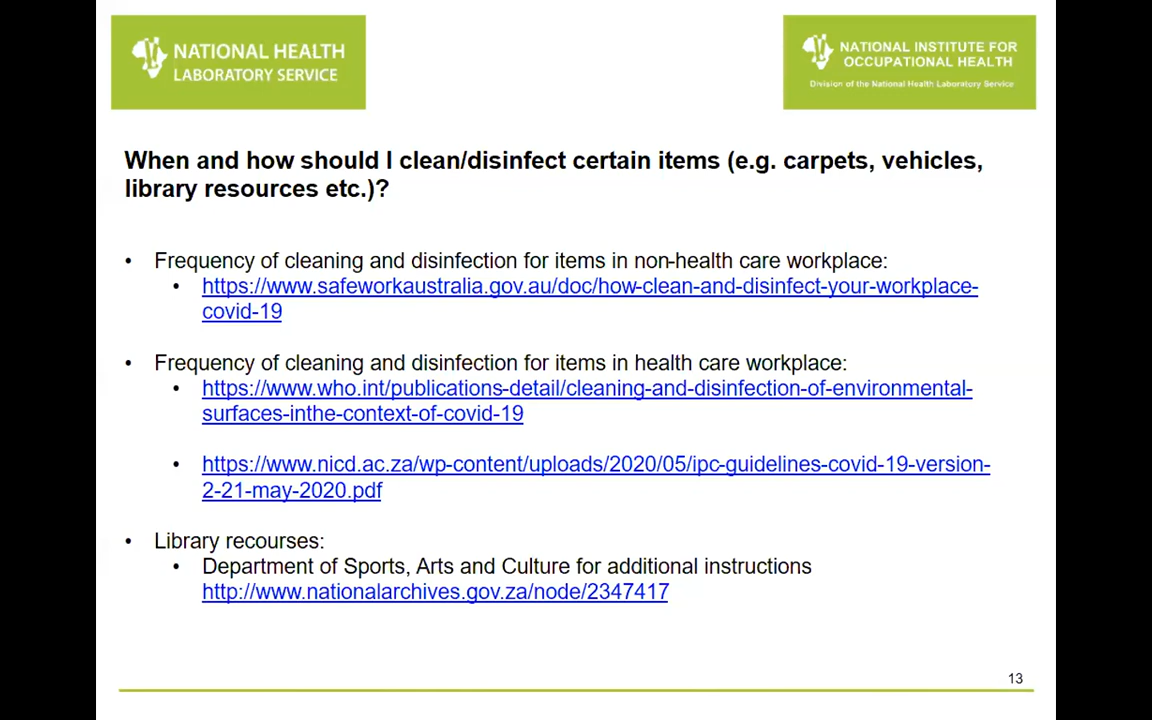 NATIONAL HEALTH
LABORATORY SERVICE
NATIONAL INSTITUTE FOR
OCCUPATIONAL HEALTH
Division of the National Health Laboratory Service
When and how should I clean/disinfect certain items (e.g. carpets, vehicles,
library resources etc.)?
• Frequency of cleaning and disinfection for items in non-health care workplace:
• https://www.safeworkaustralia.gov.au/doc/how-clean-and-disinfect-your-workplace-
covid-19
• Frequency of cleaning and disinfection for items in health care workplace:
• https://www.who.int/publications-detail/cleaning-and-disinfection-of-environmental-
surfaces-inthe-context-of-covid-19
• https://www.nicd.ac.za/wp-content/uploads/2020/05/ipc-guidelines-covid-19-version-
2-21-may-2020.pdf
• Library recourses:
• Department of Sports, Arts and Culture for additional instructions
http://www.nationalarchives.gov.za/node/2347417
13